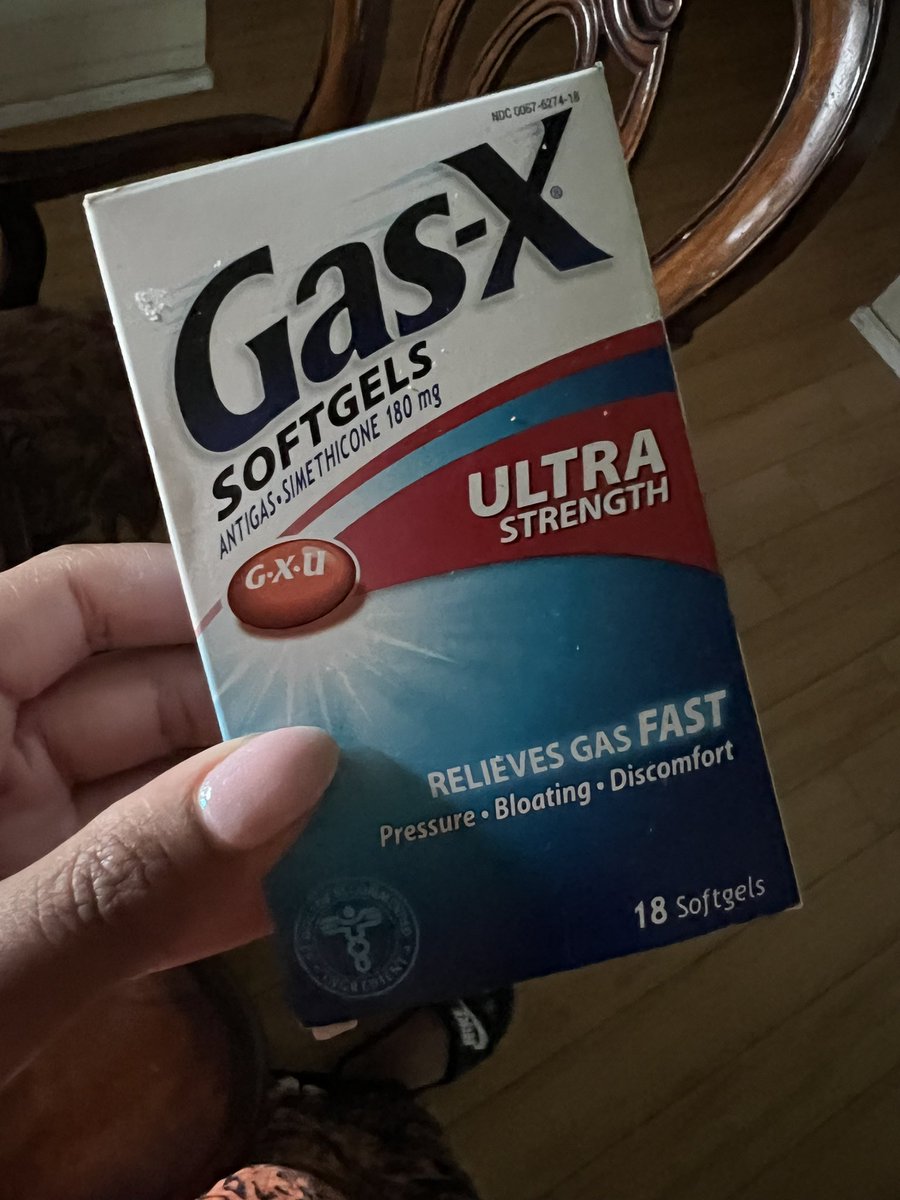 NDC 0067-6274-18
Gas-X®
SOFTGELS
ANTIGAS•SIMETHICONE 180 mg
ULTRA
STRENGTH
G•X•U
RELIEVES GAS FAST
Pressure • Bloating • Discomfort
18 Softgels
INGREDIENT